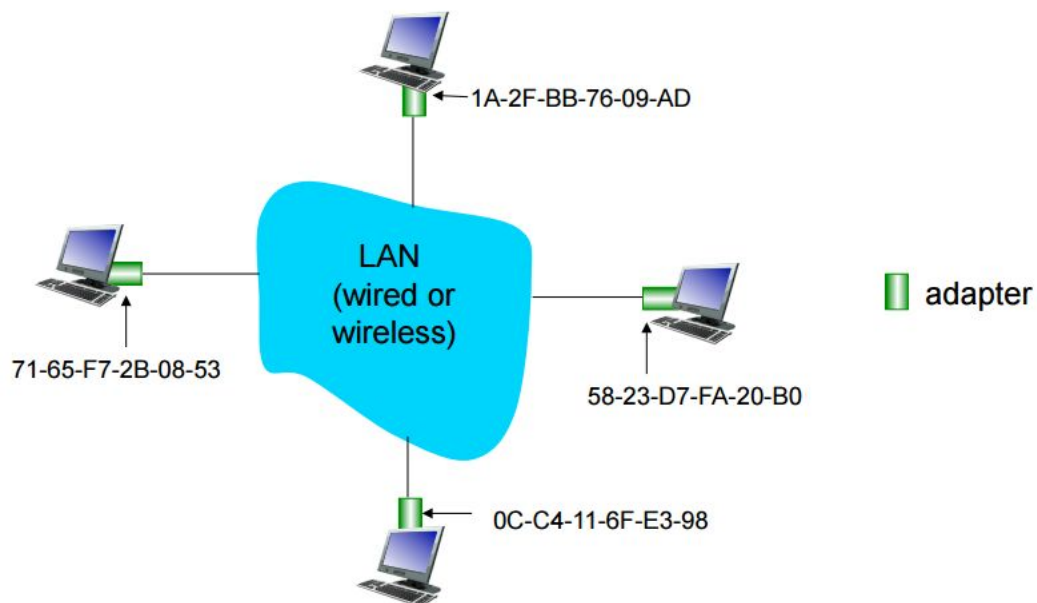 1A-2F-BB-76-09-AD
LAN
(wired or
wireless)
adapter
71-65-F7-2B-08-53
58-23-D7-FA-20-B0
0C-C4-11-6F-E3-98